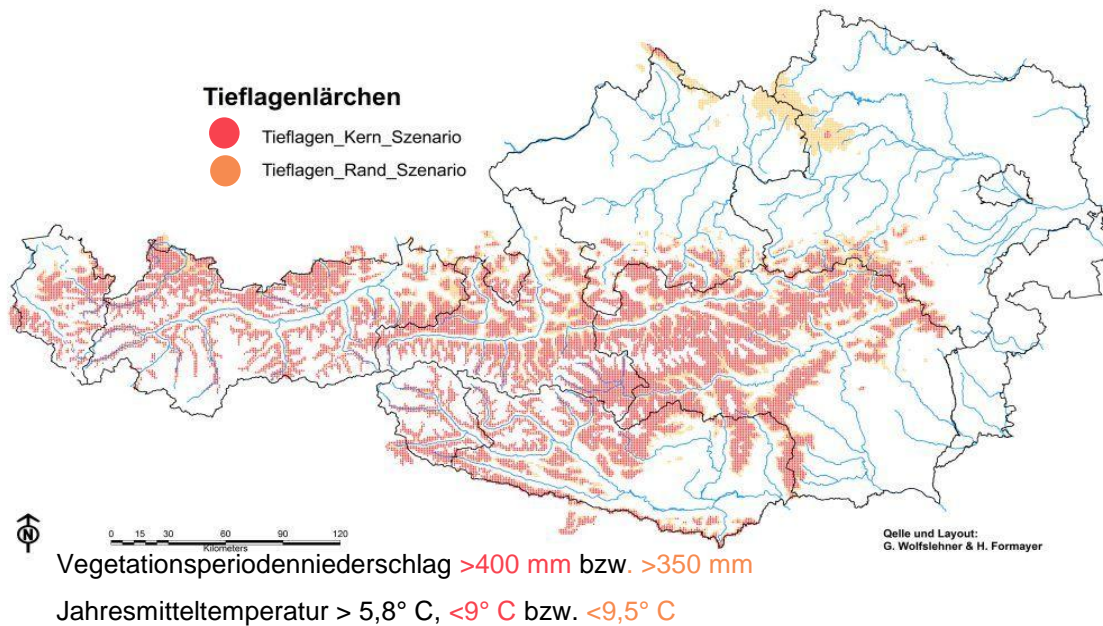 Tieflagenlärchen
Tieflagen_Kern_Szenario
Tieflagen_Rand_Szenario
N
0 15 30 60 90 120
Kilometers
Qelle und Layout:
G. Wolfslehner & H. Formayer
Vegetationsperiodenniederschlag >400 mm bzw. >350 mm
Jahresmitteltemperatur > 5,8° C, <9° C bzw. <9,5° C